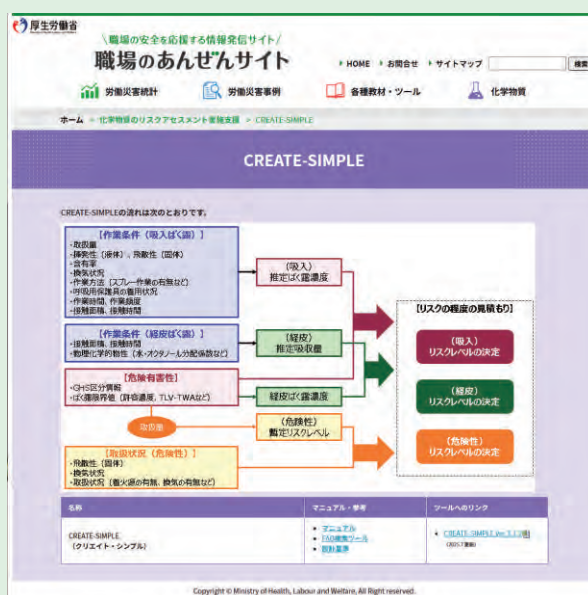 厚生労働省
職場の安全を応援する情報発信サイト
職場のあんぜんサイト
HOME お問合せ サイトマップ 検索
労働災害統計 労働災害事例 各種教材・ツール 化学物質
ホーム > 化学物質のリスクアセスメント実施支援 > CREATE-SIMPLE
CREATE-SIMPLE
CREATE-SIMPLEの流れは次のとおりです。
【作業条件（吸入ばく露）】
・取扱量
・揮発性（液体）、飛散性（固体）
・含有率
・換気状況
・作業方法（スプレー作業の有無など）
・呼吸用保護具の着用状況
・作業時間、作業頻度
・接触面積、接触時間
（吸入）
推定ばく露濃度
【作業条件（経皮ばく露）】
・接触面積、接触時間
・物理化学的物性（水-オクタノール分配係数など）
（経皮）
推定吸収量
【危険有害性】
・GHS区分情報
・ばく露限界値（許容濃度、TLV-TWAなど）
経皮ばく露濃度
取扱量
（危険性）
暫定リスクレベル
【取扱状況（危険性）】
・飛散性（固体）
・換気状況
・取扱状況（着火源の有無、換気の有無など）
【リスクの程度の見積もり】
（吸入）
リスクレベルの決定
（経皮）
リスクレベルの決定
（危険性）
リスクレベルの決定
名称 マニュアル・参考 ツールへのリンク
CREATE-SIMPLE
（クリエイト・シンプル）
マニュアル
FAQ検索ツール
設計基準
Copyright © Ministry of Health, Labour and Welfare, All Right reserved.